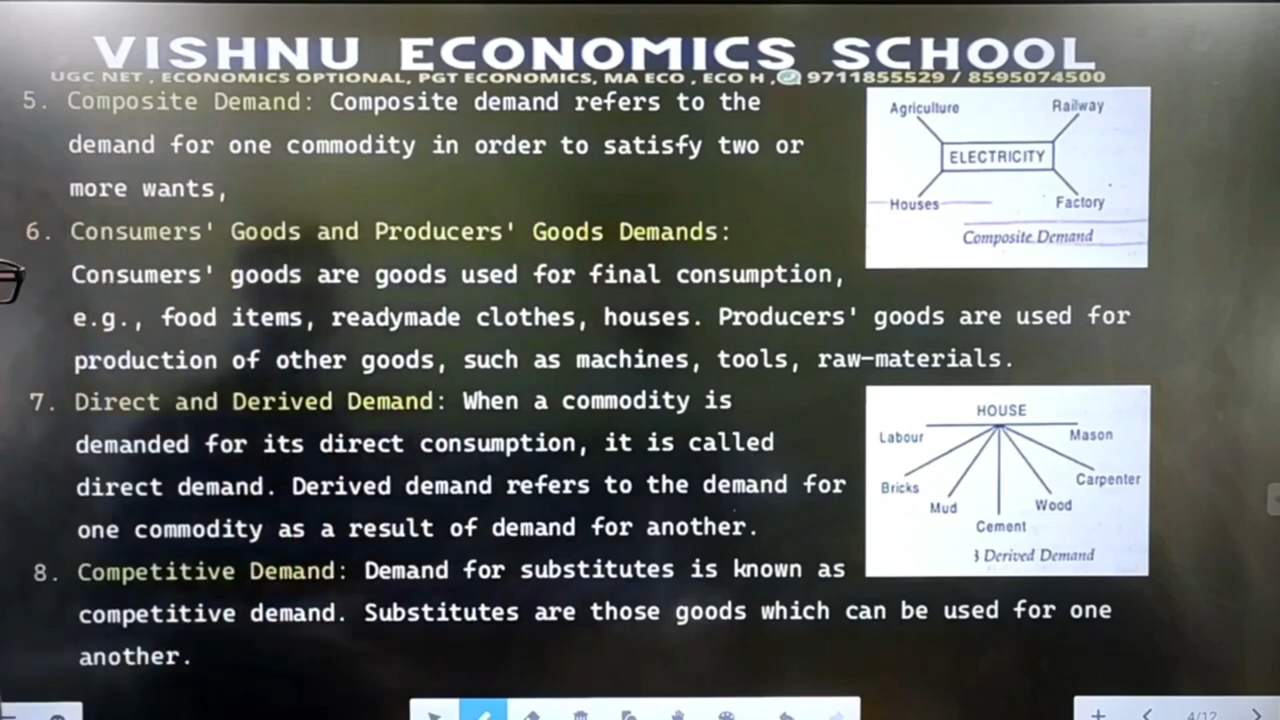 VISHNU ECONOMICS SCHOOL
UGC NET , ECONOMICS OPTIONAL, PGT ECONOMICS, MA ECO , ECO H , 9711855529 / 8595074500
5. Composite Demand: Composite demand refers to the
demand for one commodity in order to satisfy two or
more wants,
Agriculture Railway
ELECTRICITY
Houses Factory
Composite Demand
6. Consumers' Goods and Producers' Goods Demands:
Consumers' goods are goods used for final consumption,
e.g., food items, readymade clothes, houses. Producers' goods are used for
production of other goods, such as machines, tools, raw-materials.
7. Direct and Derived Demand: When a commodity is
demanded for its direct consumption, it is called
direct demand. Derived demand refers to the demand for
one commodity as a result of demand for another.
HOUSE
Labour Mason
Bricks Carpenter
Mud Wood
Cement
3 Derived Demand
8. Competitive Demand: Demand for substitutes is known as
competitive demand. Substitutes are those goods which can be used for one
another.
4/12